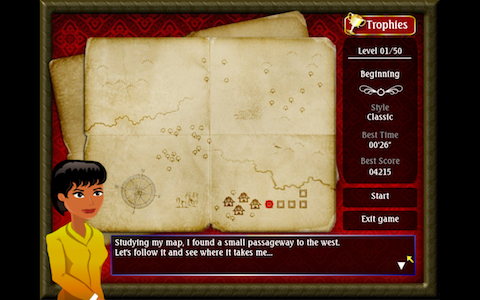 Trophies
Level 01/50
Beginning
Style
Classic
Best Time
00'26"
Best Score
04215
Start
Exit game
Studying my map, I found a small passageway to the west.
Let's follow it and see where it takes me...